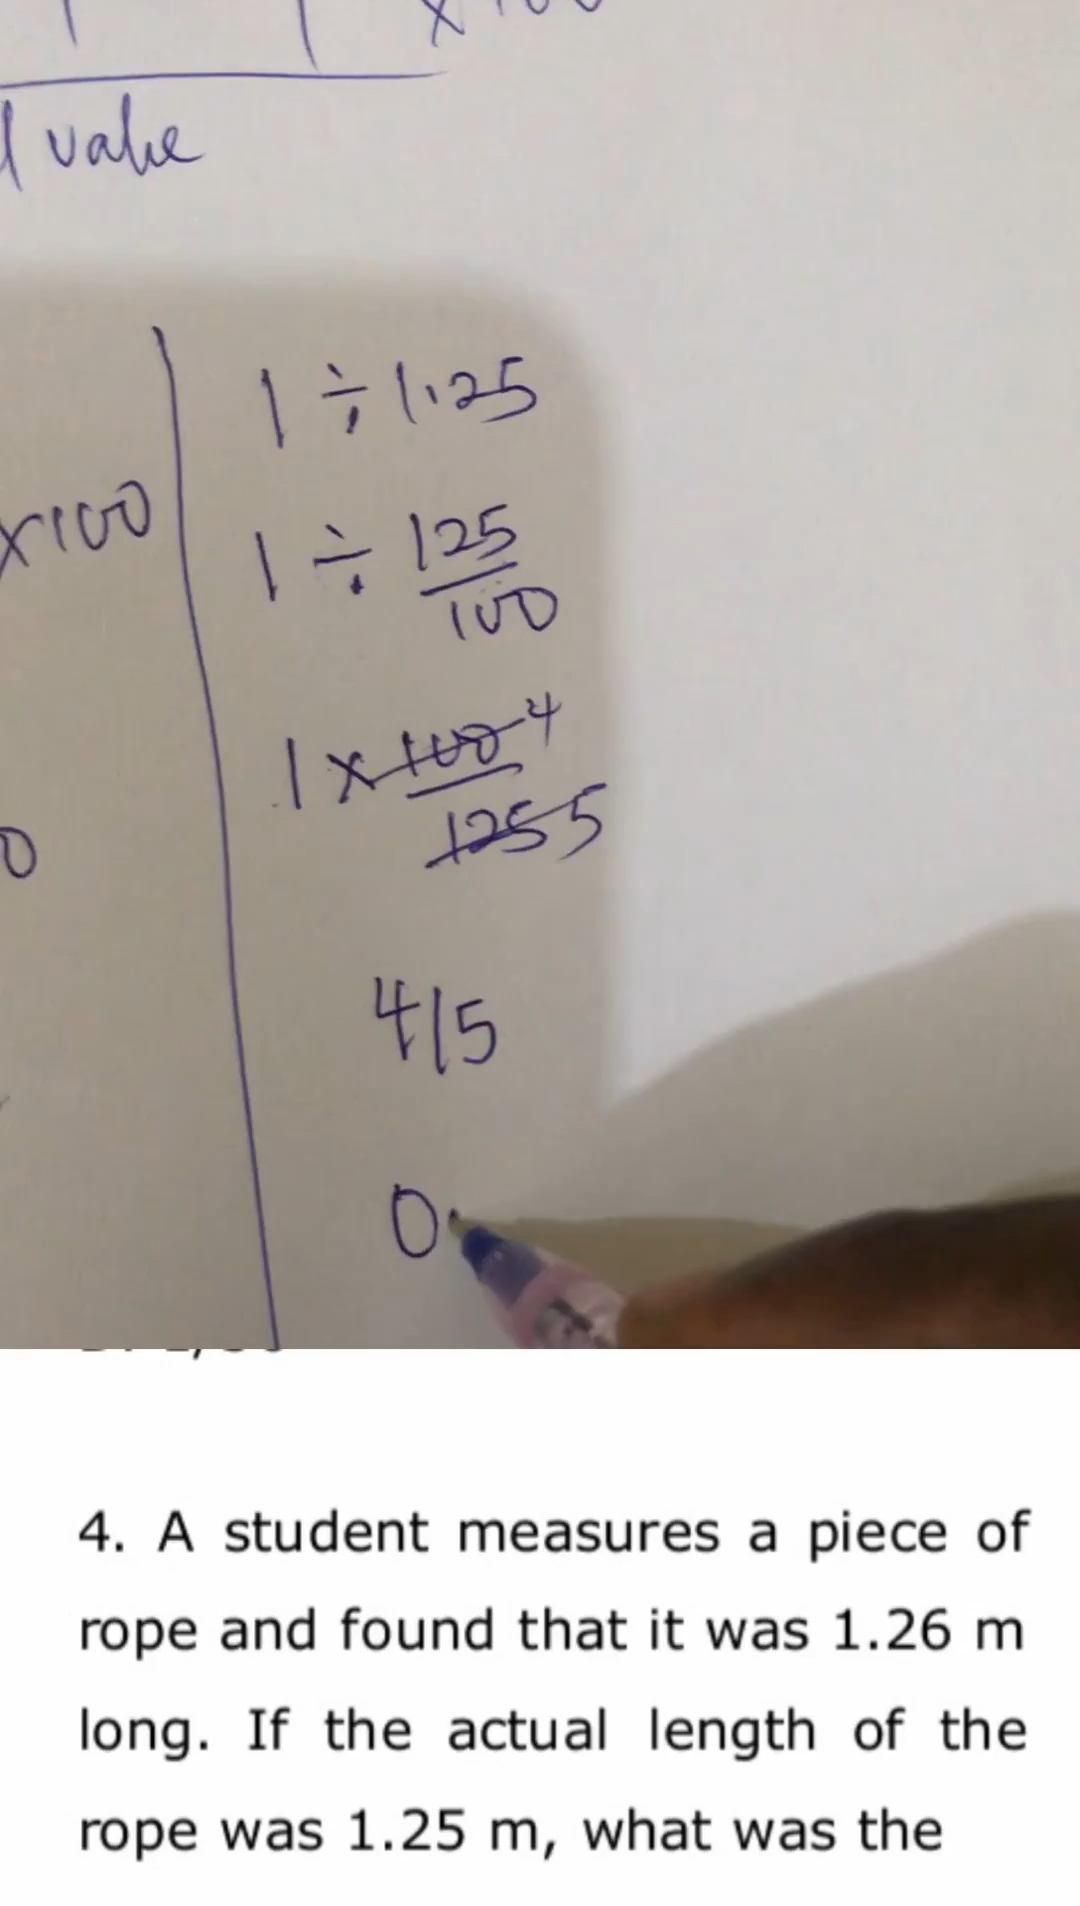 x100
l value
1 ÷ 1.25
x100
1 ÷ 125/100
1 x 100 4
125 5
0
4/5
0.
4. A student measures a piece of
rope and found that it was 1.26 m
long. If the actual length of the
rope was 1.25 m, what was the